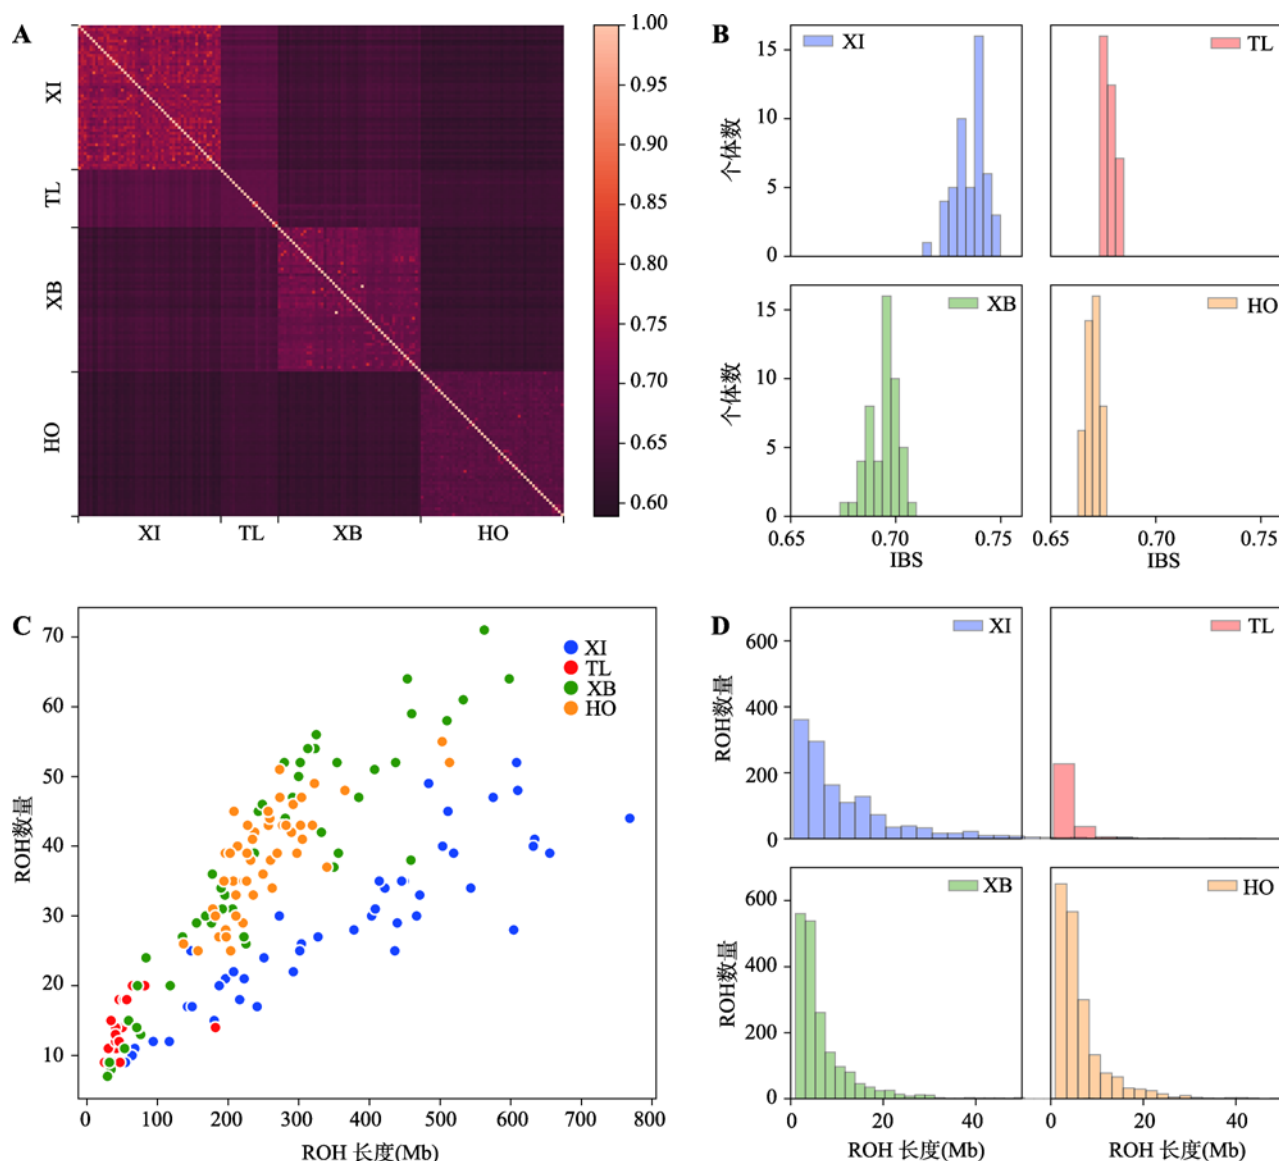 A
XI
TL
XB
HO
XI TL XB HO
1.00
0.95
0.90
0.85
0.80
0.75
0.70
0.65
0.60
B
XI
TL
个体数
15
10
5
0
XB
HO
个体数
15
10
5
0
0.65 0.70 0.75
0.65 0.70 0.75
IBS
IBS
C
XI
TL
XB
HO
ROH数量
70
60
50
40
30
20
10
0 100 200 300 400 500 600 700 800
ROH 长度(Mb)
D
XI
TL
ROH数量
600
400
200
0
XB
HO
ROH数量
600
400
200
0
0 20 40
0 20 40
ROH 长度(Mb)
ROH 长度(Mb)